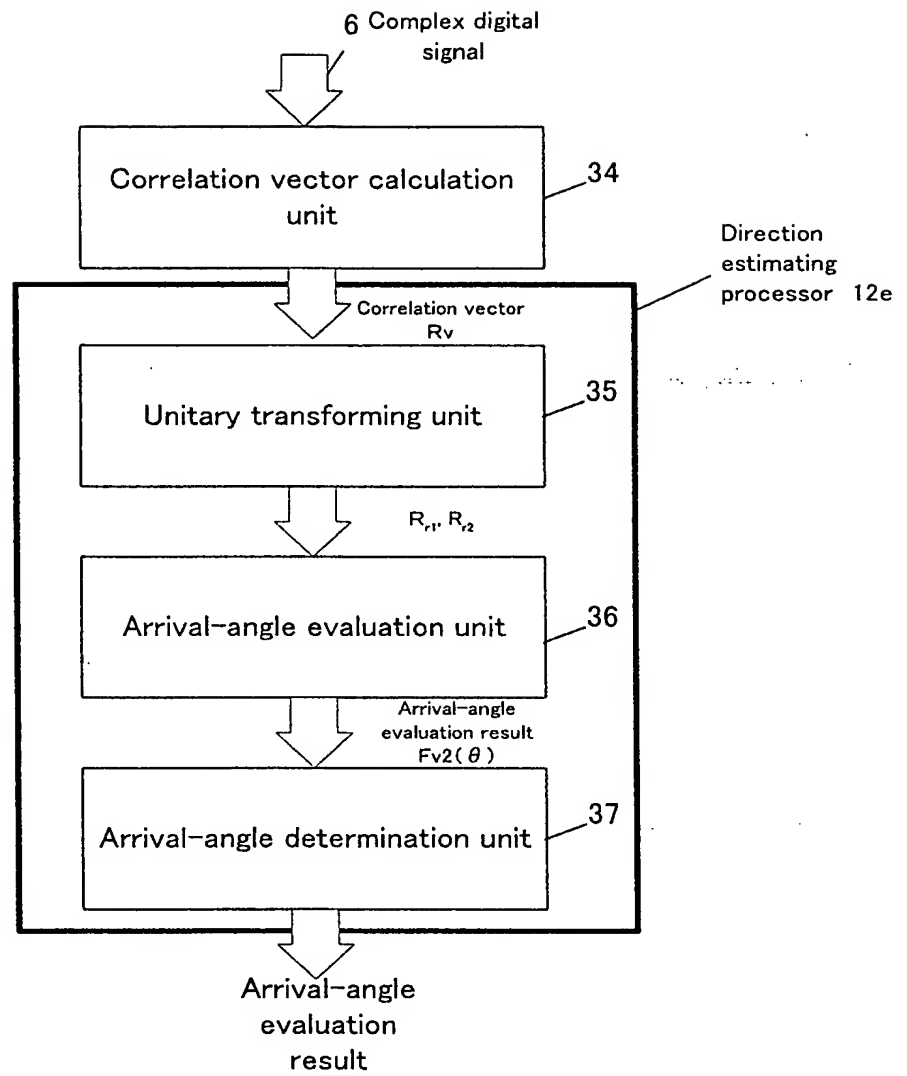 6 Complex digital
signal
Correlation vector calculation
unit
34
Direction
estimating
processor 12e
Correlation vector
Rv
Unitary transforming unit
35
Rr1, Rr2
Arrival-angle evaluation unit
36
Arrival-angle
evaluation result
Fv2(θ)
Arrival-angle determination unit
37
Arrival-angle
evaluation
result